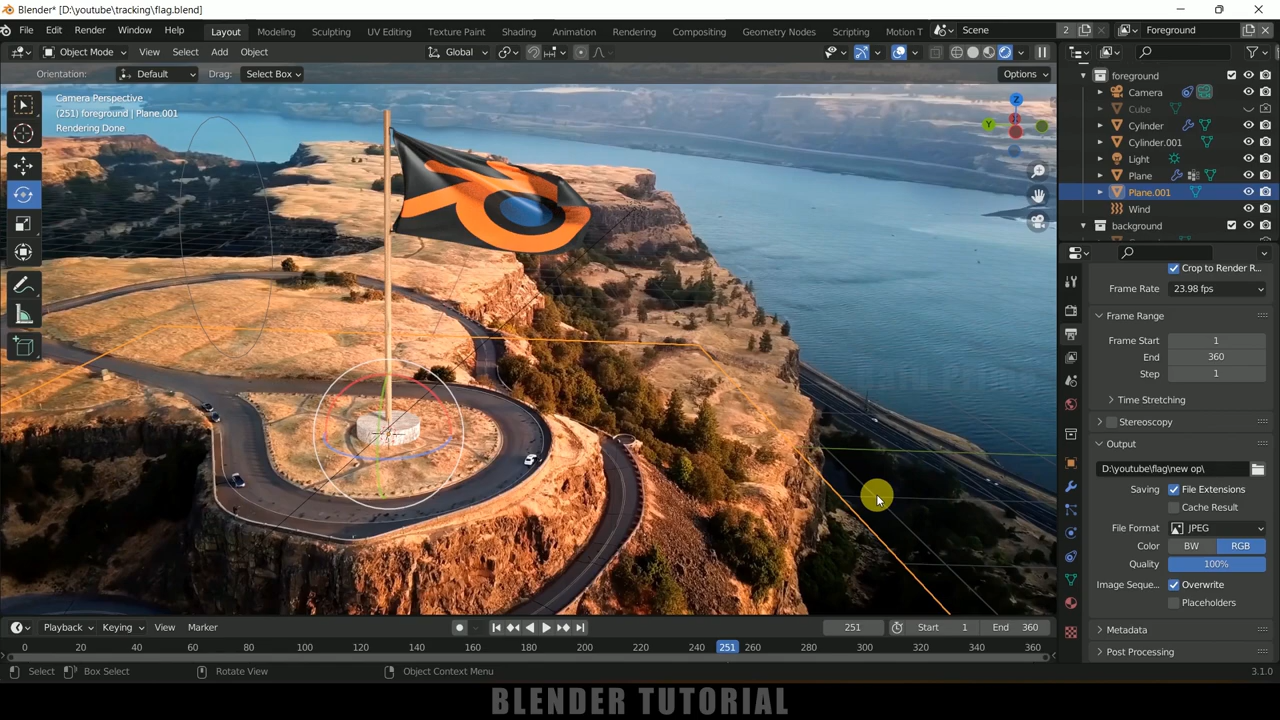 Blender* [D:\youtube\tracking\flag.blend]
File Edit Render Window Help Layout Modeling Sculpting UV Editing Texture Paint Shading Animation Rendering Compositing Geometry Nodes Scripting Motion T Scene 2 Foreground
Object Mode View Select Add Object Global
Orientation: Default Drag: Select Box Options
Camera Perspective
(251) foreground | Plane.001
Rendering Done
Z
Y
foreground
Camera
Cube
Cylinder
Cylinder.001
Light
Plane
Plane.001
Wind
background
Crop to Render R...
Frame Rate 23.98 fps
Frame Range
Frame Start 1
End 360
Step 1
Time Stretching
Stereoscopy
Output
D:\youtube\flag\new op\
Saving File Extensions
Cache Result
File Format JPEG
Color BW RGB
Quality 100%
Image Seque... Overwrite
Placeholders
Metadata
Post Processing
Playback Keying View Marker 251 Start 1 End 360
0 20 40 60 80 100 120 140 160 180 200 220 240 251 260 280 300 320 340 360
Select Box Select Rotate View Object Context Menu 3.1.0
BLENDER TUTORIAL